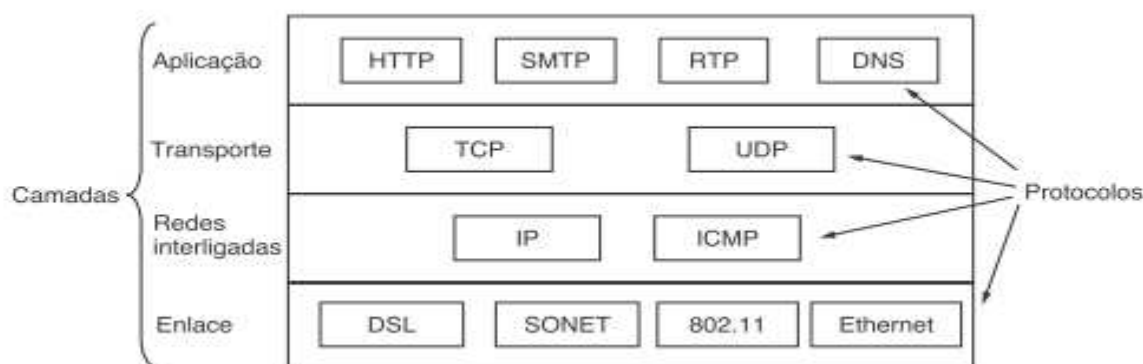 Aplicação
HTTP SMTP RTP DNS
Transporte
TCP UDP
Camadas
Protocolos
Redes
interligadas
IP ICMP
Enlace
DSL SONET 802.11 Ethernet